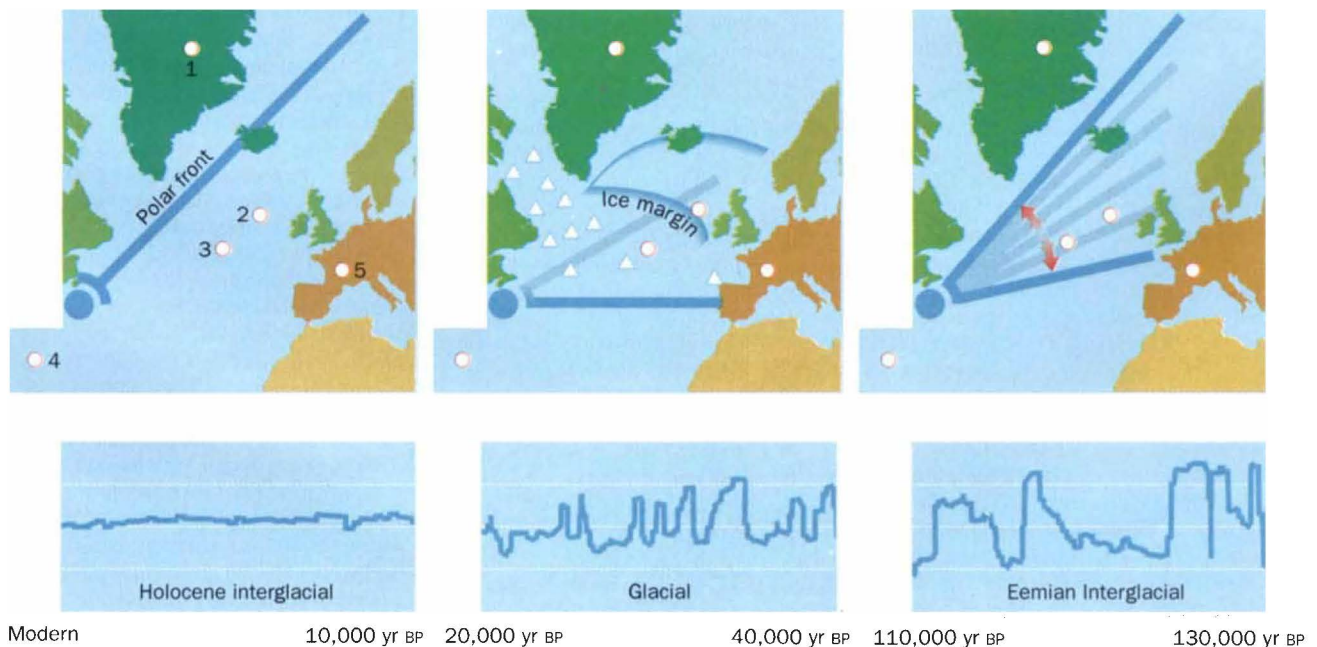 1
Polar front
2
3
5
4
Ice margin
Holocene interglacial
Glacial
Eemian Interglacial
Modern
10,000 yr BP
20,000 yr BP
40,000 yr BP
110,000 yr BP
130,000 yr BP